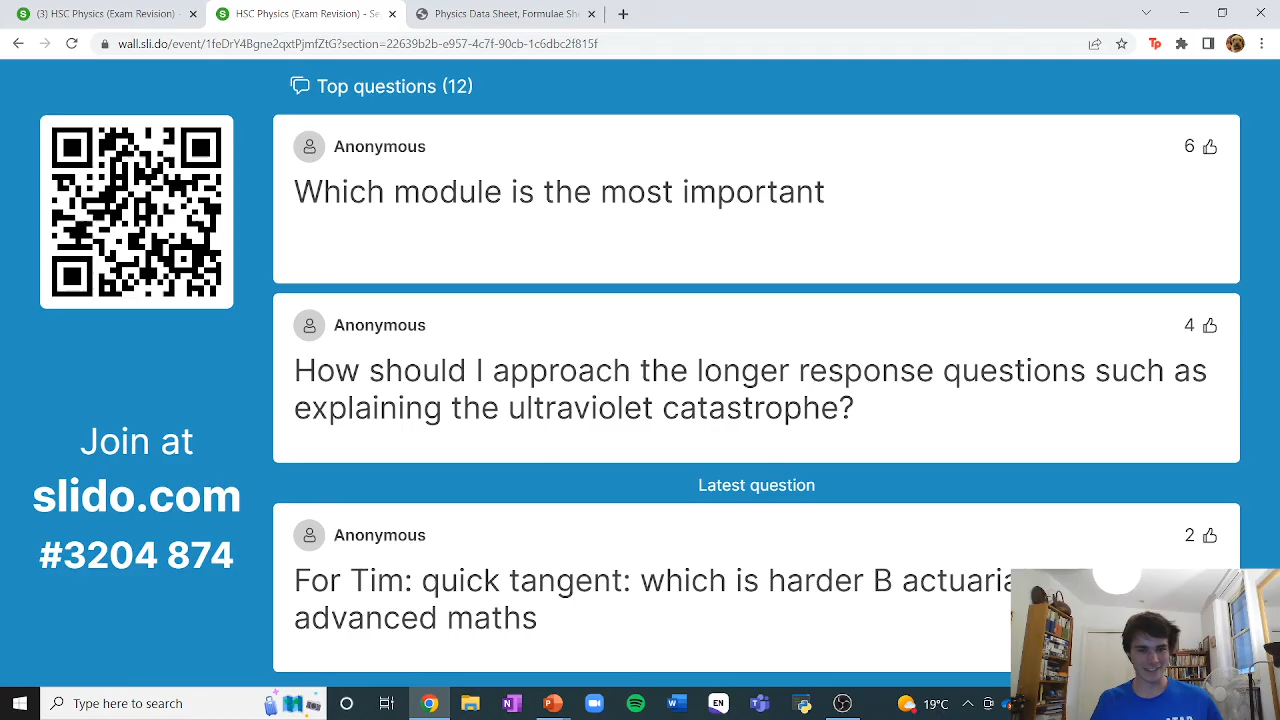 (3) HSC Physics (Exam Revision) -
HSC Physics (Exam Revision) - Se
Physics Data Sheet, Formulae She
wall.sli.do/event/1feDrY4Bgne2qxtPjmfZtG?section=22639b2b-c967-4c7f-90cb-1c6dbc2f815f
Top questions (12)
Anonymous
6
Which module is the most important
Anonymous
4
How should I approach the longer response questions such as
explaining the ultraviolet catastrophe?
Latest question
Anonymous
2
For Tim: quick tangent: which is harder B actuaria
advanced maths
Join at
slido.com
#3204 874
Type here to search
EN
19°C